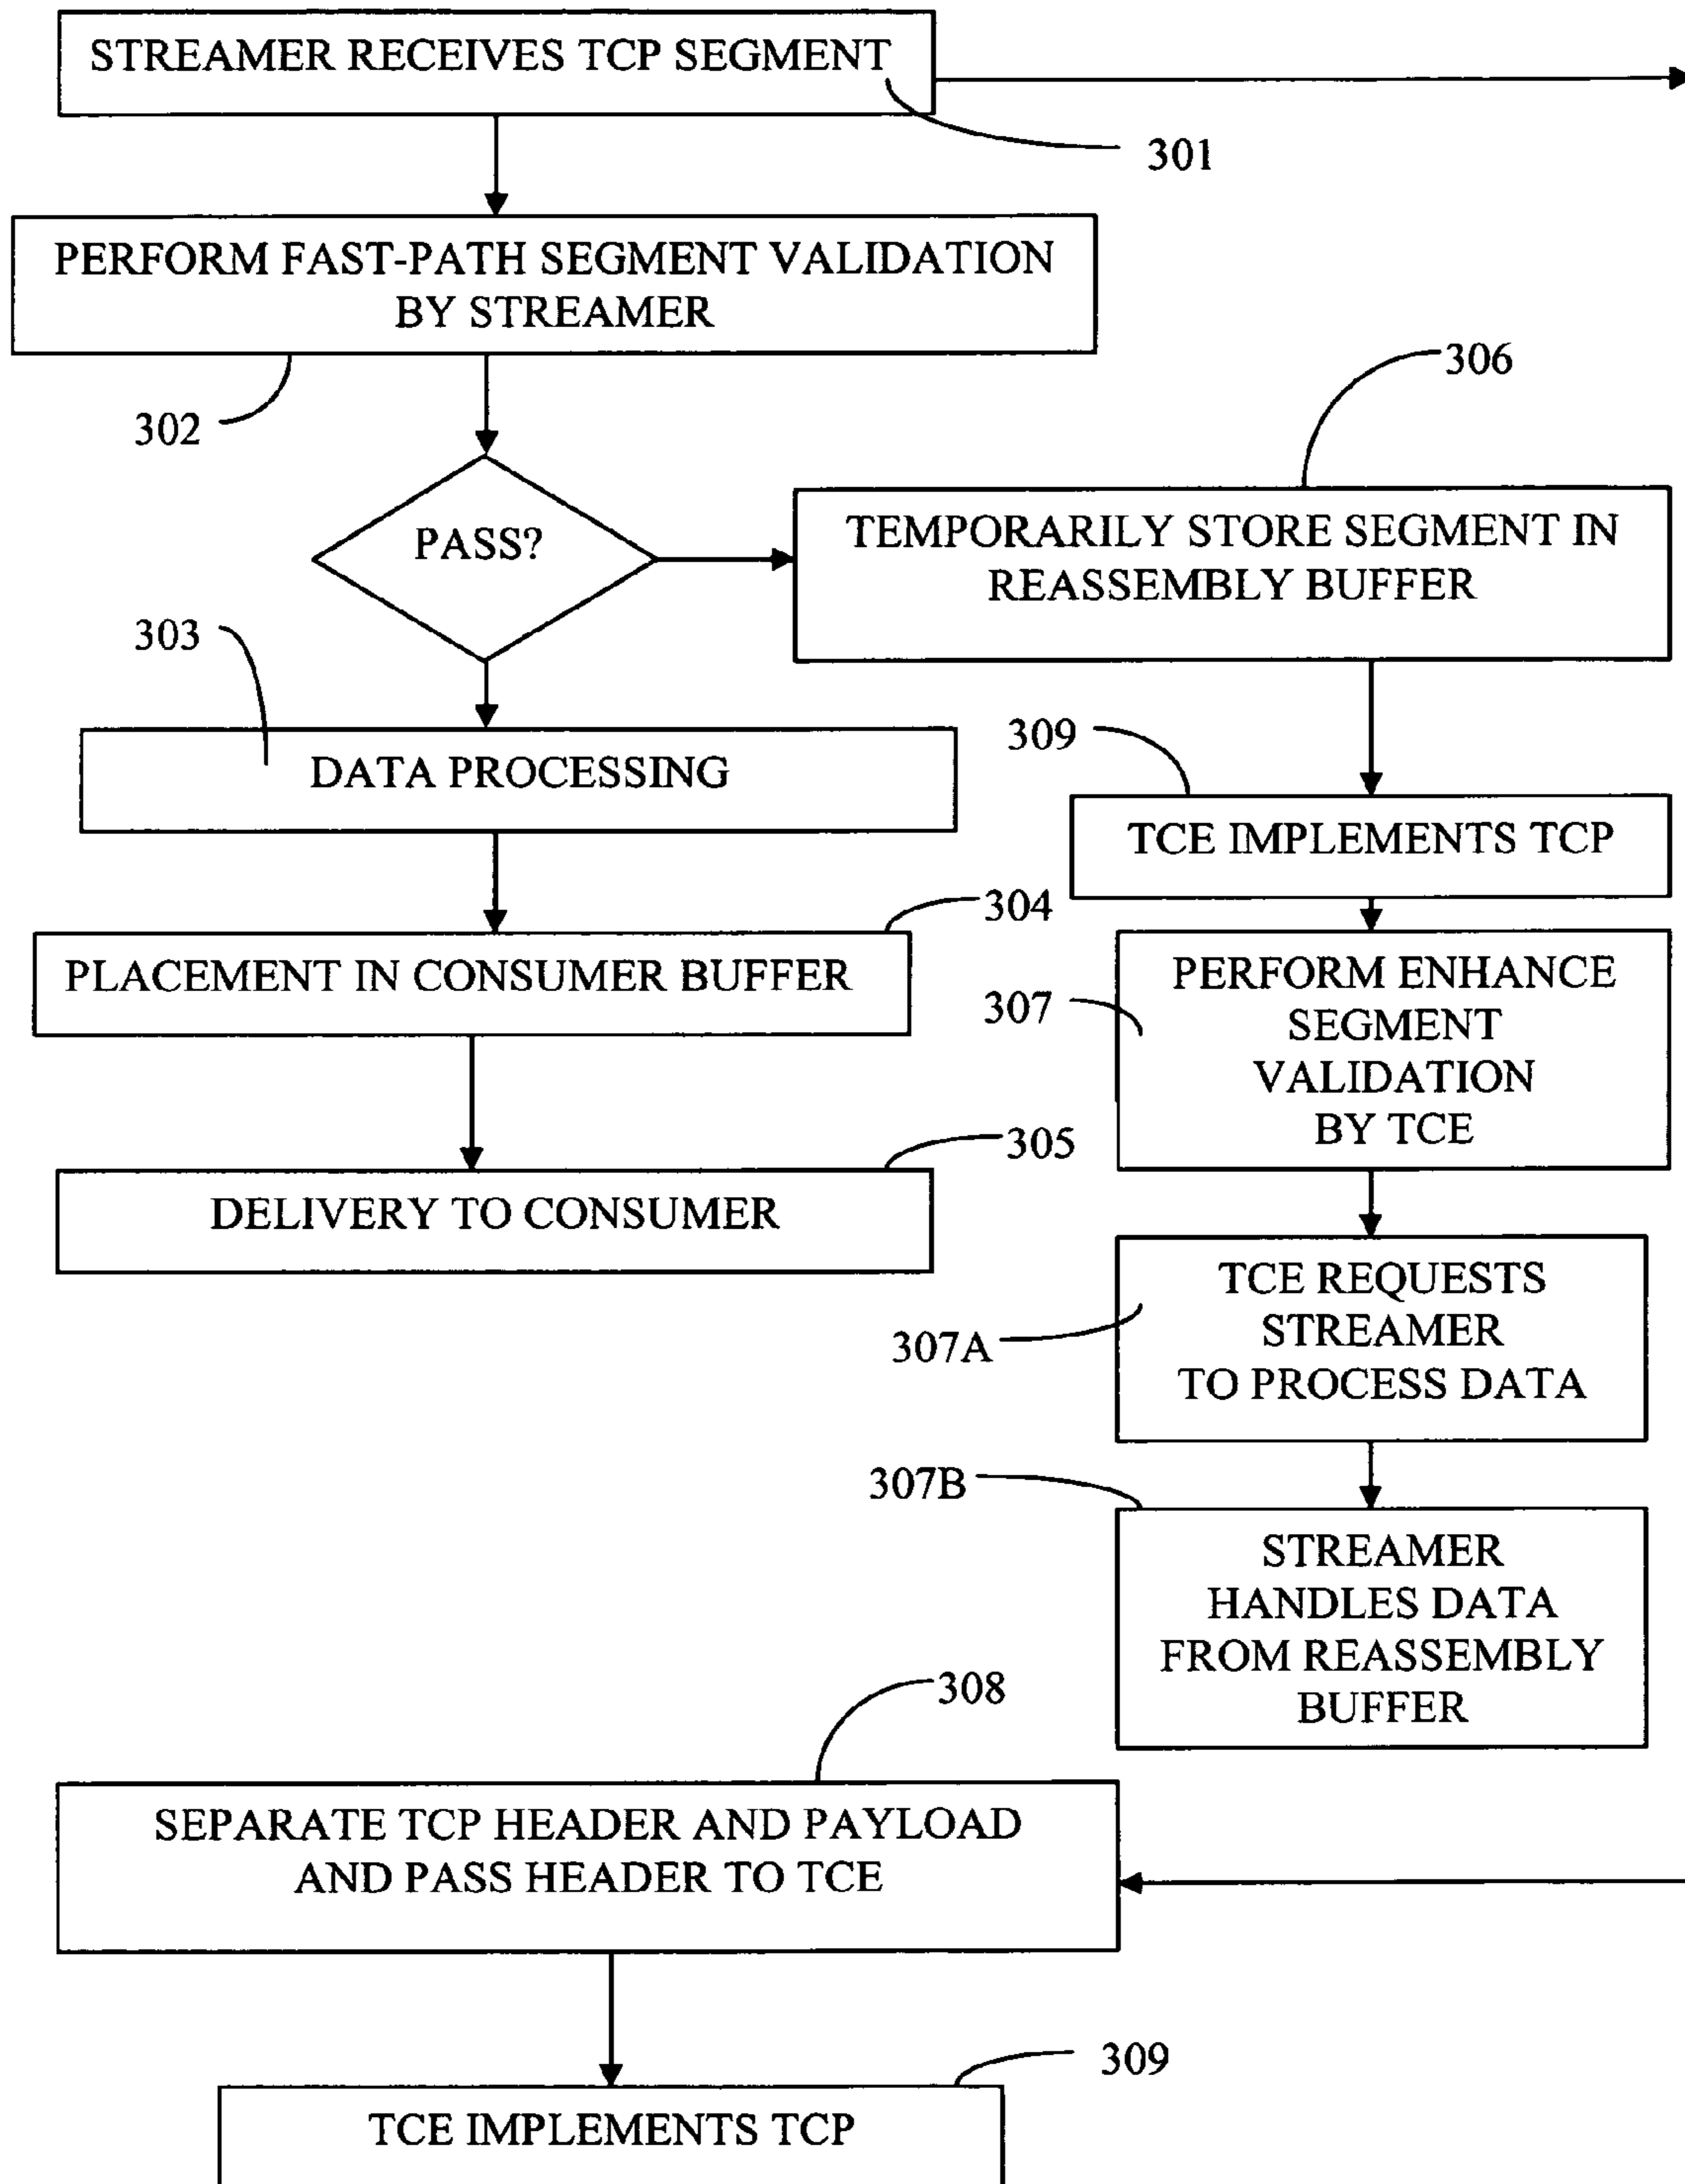 STREAMER RECEIVES TCP SEGMENT
301
PERFORM FAST-PATH SEGMENT VALIDATION
BY STREAMER
302
306
PASS?
TEMPORARILY STORE SEGMENT IN
REASSEMBLY BUFFER
303
DATA PROCESSING
309
TCE IMPLEMENTS TCP
304
PLACEMENT IN CONSUMER BUFFER
307
PERFORM ENHANCE
SEGMENT
VALIDATION
BY TCE
305
DELIVERY TO CONSUMER
307A
TCE REQUESTS
STREAMER
TO PROCESS DATA
307B
STREAMER
HANDLES DATA
FROM REASSEMBLY
BUFFER
308
SEPARATE TCP HEADER AND PAYLOAD
AND PASS HEADER TO TCE
309
TCE IMPLEMENTS TCP